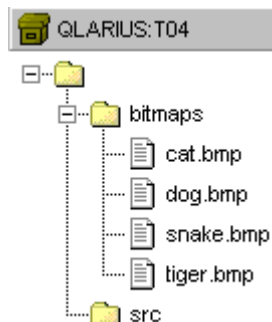 QLARIUS:T04
bitmaps
cat.bmp
dog.bmp
snake.bmp
tiger.bmp
src